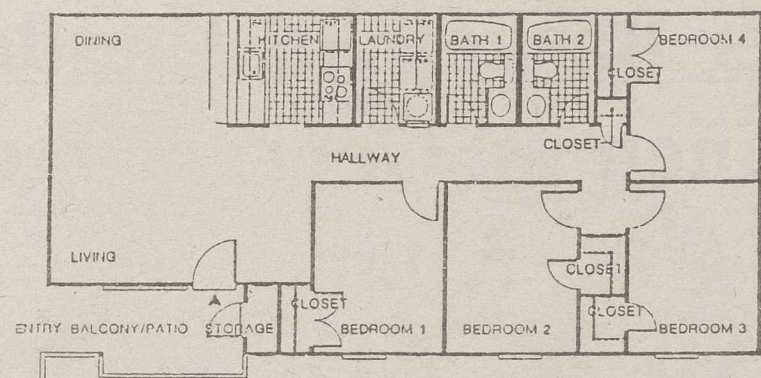 DINING
KITCHEN
LAUNDRY
BATH 1
BATH 2
BEDROOM 4
CLOSET
CLOSET
HALLWAY
LIVING
CLOSET
CLOSET
CLOSET
ENTRY BALCONY/PATIO
STORAGE
BEDROOM 1
BEDROOM 2
BEDROOM 3